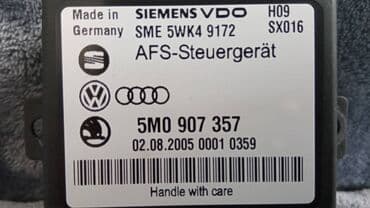 Made in SIEMENS VDO H09
Germany SME 5WK4 9172 SX016
AFS-Steuergerät
5M0 907 357
02.08.2005 0001 0359
Handle with care